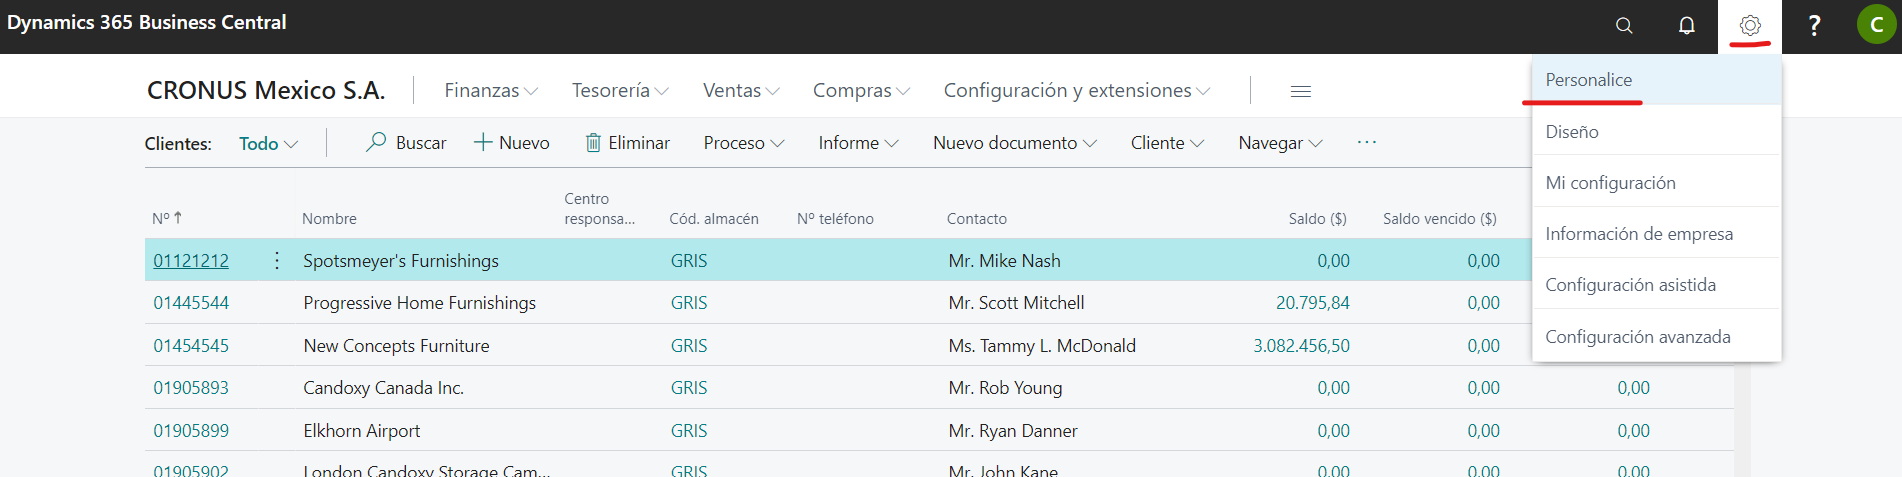 Dynamics 365 Business Central
? C
CRONUS Mexico S.A. Finanzas Tesorería Ventas Compras Configuración y extensiones
Personalice
Diseño
Mi configuración
Información de empresa
Configuración asistida
Configuración avanzada
Clientes: Todo Buscar Nuevo Eliminar Proceso Informe Nuevo documento Cliente Navegar ...
Nº ↑ Nombre Centro responsa... Cód. almacén Nº teléfono Contacto Saldo ($) Saldo vencido ($)
01121212 Spotsmeyer's Furnishings GRIS Mr. Mike Nash 0,00 0,00
01445544 Progressive Home Furnishings GRIS Mr. Scott Mitchell 20.795,84 0,00
01454545 New Concepts Furniture GRIS Ms. Tammy L. McDonald 3.082.456,50 0,00
01905893 Candoxy Canada Inc. GRIS Mr. Rob Young 0,00 0,00 0,00
01905899 Elkhorn Airport GRIS Mr. Ryan Danner 0,00 0,00 0,00
01905902 London Candoxy Storage Cam... GRIS Mr. John Kane 0,00 0,00 0,00